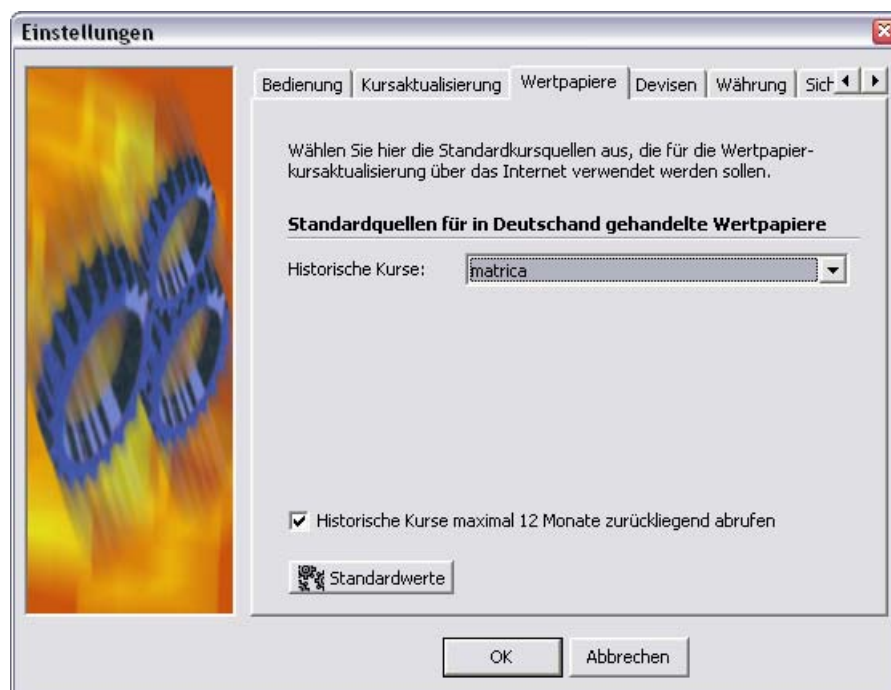 Einstellungen
Bedienung Kursaktualisierung Wertpapiere Devisen Währung Sich
Wählen Sie hier die Standardkursquellen aus, die für die Wertpapier-
kursaktualisierung über das Internet verwendet werden sollen.
Standardquellen für in Deutschand gehandelte Wertpapiere
Historische Kurse: matrica
Historische Kurse maximal 12 Monate zurückliegend abrufen
Standardwerte
OK Abbrechen